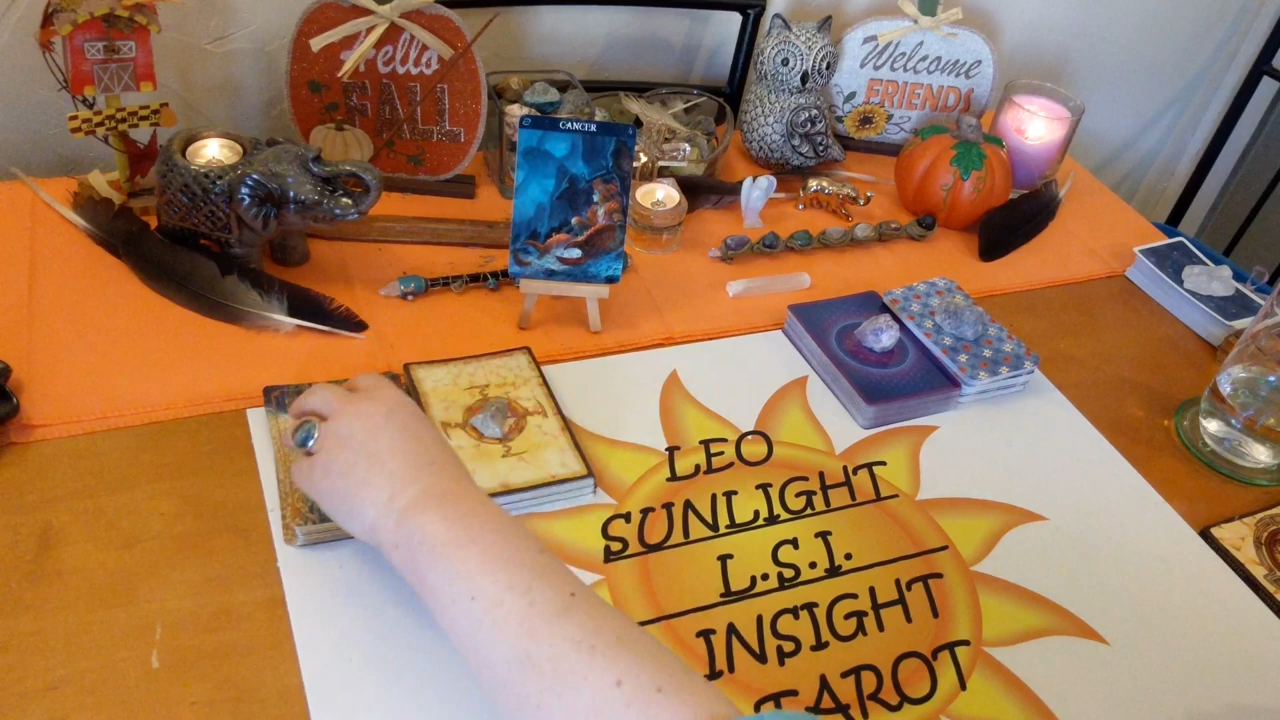 Hello
FALL
Welcome
FRIENDS
CANCER
LEO
SUNLIGHT
L.S.I.
INSIGHT
TAROT